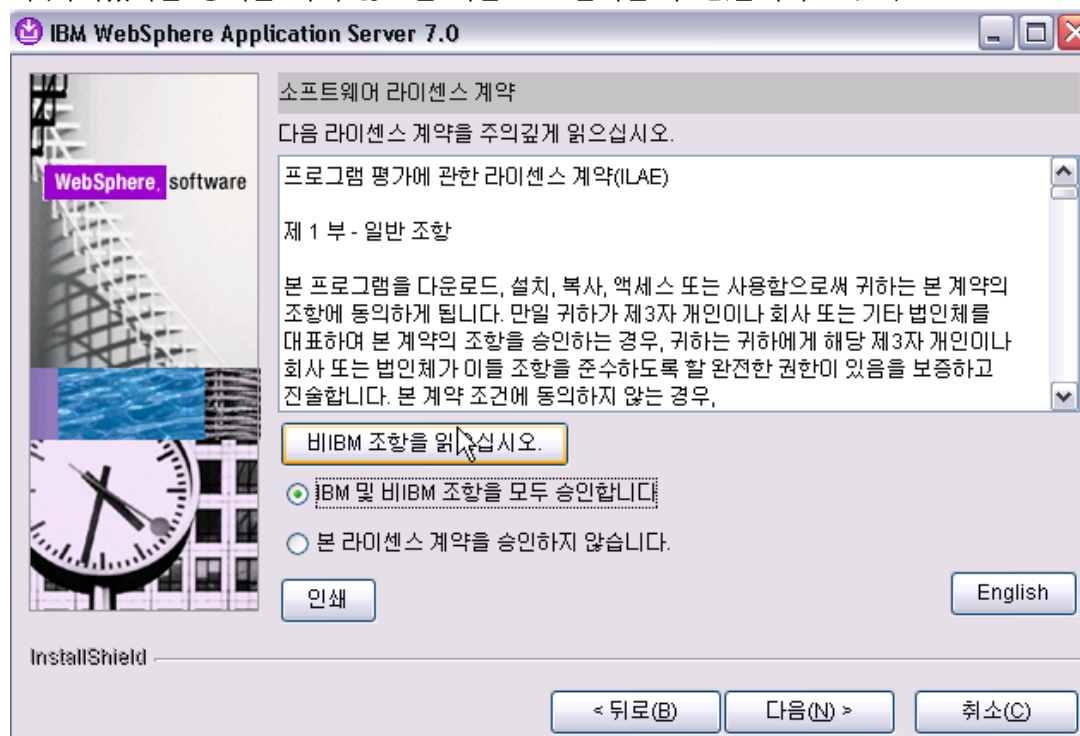 IBM WebSphere Application Server 7.0
소프트웨어 라이센스 계약
다음 라이센스 계약을 주의깊게 읽으십시오.
WebSphere. software
프로그램 평가에 관한 라이센스 계약(ILAE)
제 1 부 - 일반 조항
본 프로그램을 다운로드, 설치, 복사, 액세스 또는 사용함으로써 귀하는 본 계약의
조항에 동의하게 됩니다. 만일 귀하가 제3자 개인이나 회사 또는 기타 법인체를
대표하여 본 계약의 조항을 승인하는 경우, 귀하는 귀하에게 해당 제3자 개인이나
회사 또는 법인체가 이들 조항을 준수하도록 할 완전한 권한이 있음을 보증하고
진술합니다. 본 계약 조건에 동의하지 않는 경우,
비IBM 조항을 읽으십시오.
IBM 및 비IBM 조항을 모두 승인합니다
본 라이센스 계약을 승인하지 않습니다.
인쇄
English
InstallShield
< 뒤로(B)
다음(N) >
취소(C)